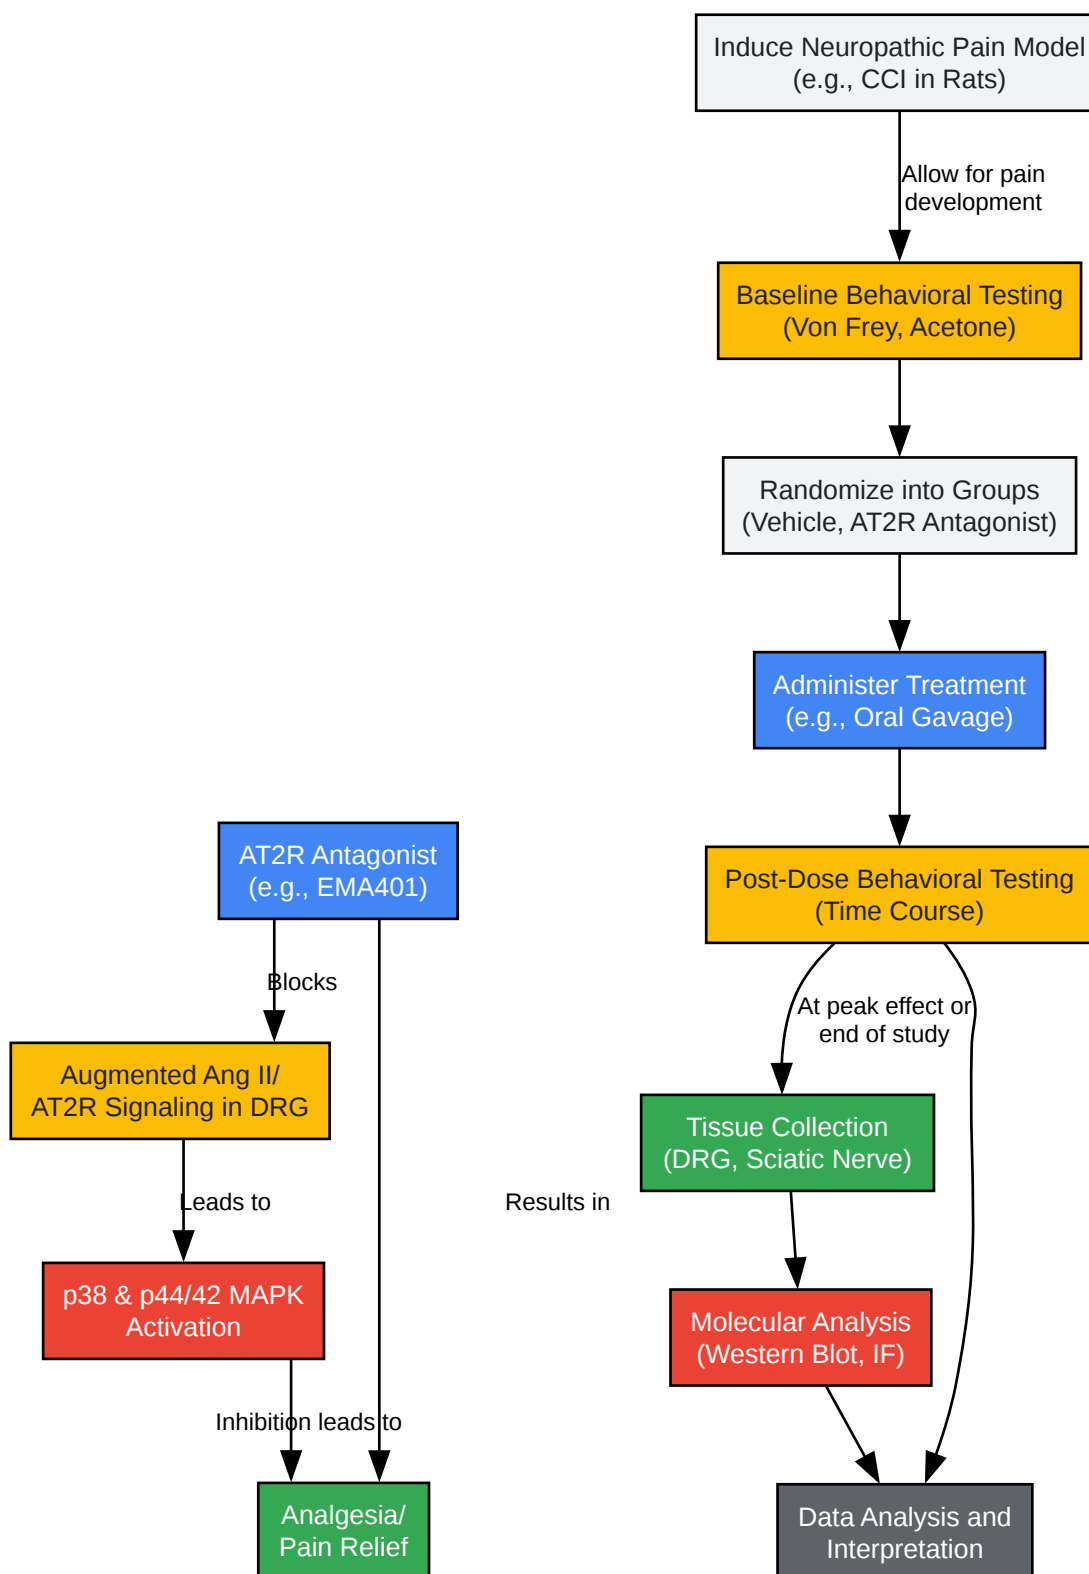 Induce Neuropathic Pain Model
(e.g., CCI in Rats)
Allow for pain
development
Baseline Behavioral Testing
(Von Frey, Acetone)
Randomize into Groups
(Vehicle, AT2R Antagonist)
Administer Treatment
(e.g., Oral Gavage)
Post-Dose Behavioral Testing
(Time Course)
At peak effect or
end of study
Tissue Collection
(DRG, Sciatic Nerve)
Molecular Analysis
(Western Blot, IF)
Data Analysis and
Interpretation
AT2R Antagonist
(e.g., EMA401)
Blocks
Augmented Ang II/
AT2R Signaling in DRG
Leads to
Results in
p38 & p44/42 MAPK
Activation
Inhibition leads to
Analgesia/
Pain Relief